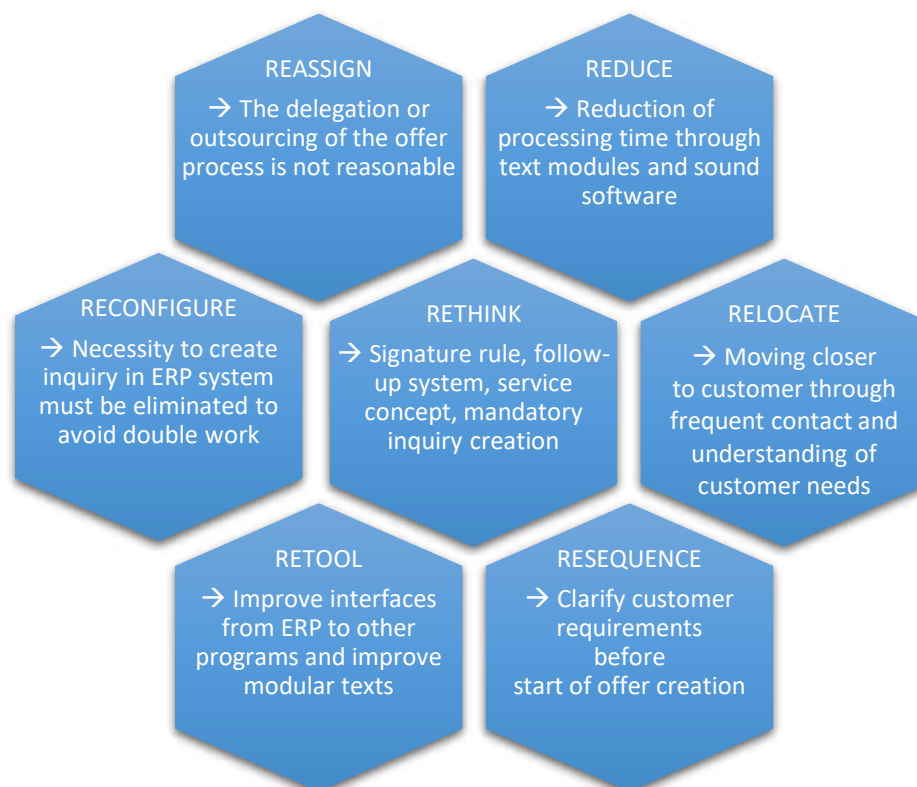 REASSIGN
→ The delegation or
outsourcing of the offer
process is not reasonable
REDUCE
→ Reduction of
processing time through
text modules and sound
software
RECONFIGURE
→ Necessity to create
inquiry in ERP system
must be eliminated to
avoid double work
RETHINK
→ Signature rule, follow-
up system, service
concept, mandatory
inquiry creation
RELOCATE
→ Moving closer
to customer through
frequent contact and
understanding of
customer needs
RETOOL
→ Improve interfaces
from ERP to other
programs and improve
modular texts
RESEQUENCE
→ Clarify customer
requirements
before
start of offer creation